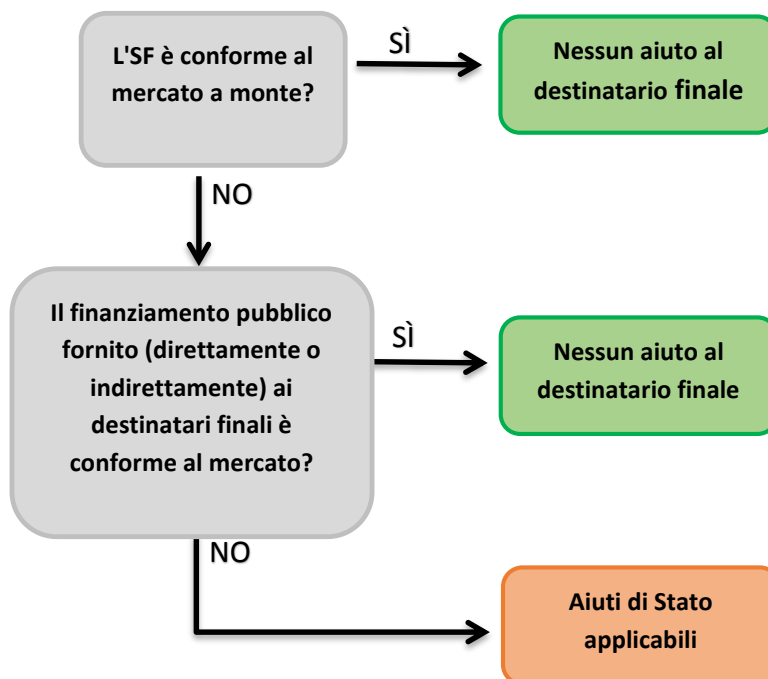 L'SF è conforme al
mercato a monte?
SÌ
Nessun aiuto al
destinatario finale
NO
Il finanziamento pubblico
fornito (direttamente o
indirettamente) ai
destinatari finali è
conforme al mercato?
SÌ
Nessun aiuto al
destinatario finale
NO
Aiuti di Stato
applicabili